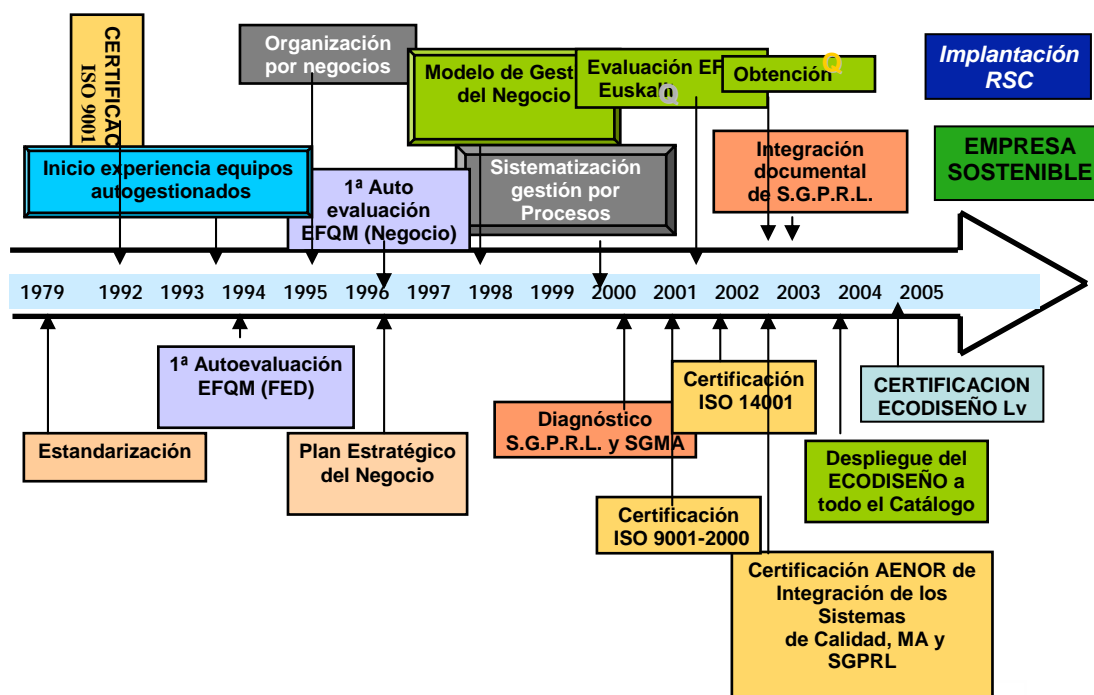 CERTIFICAC
ISO 9001
Organización
por negocios
Modelo de Gest
del Negocio
Evaluación EF
Euskalit
Q
Obtención
Q
Implantación
RSC
Inicio experiencia equipos
autogestionados
1ª Auto
evaluación
EFQM (Negocio)
Sistematización
gestión por
Procesos
Integración
documental
de S.G.P.R.L.
EMPRESA
SOSTENIBLE
1979 1992 1993 1994 1995 1996 1997 1998 1999 2000 2001 2002 2003 2004 2005
1ª Autoevaluación
EFQM (FED)
Certificación
ISO 14001
CERTIFICACION
ECODISEÑO Lv
Estandarización
Plan Estratégico
del Negocio
Diagnóstico
S.G.P.R.L. y SGMA
Despliegue del
ECODISEÑO a
todo el Catálogo
Certificación
ISO 9001-2000
Certificación AENOR de
Integración de los
Sistemas
de Calidad, MA y
SGPRL